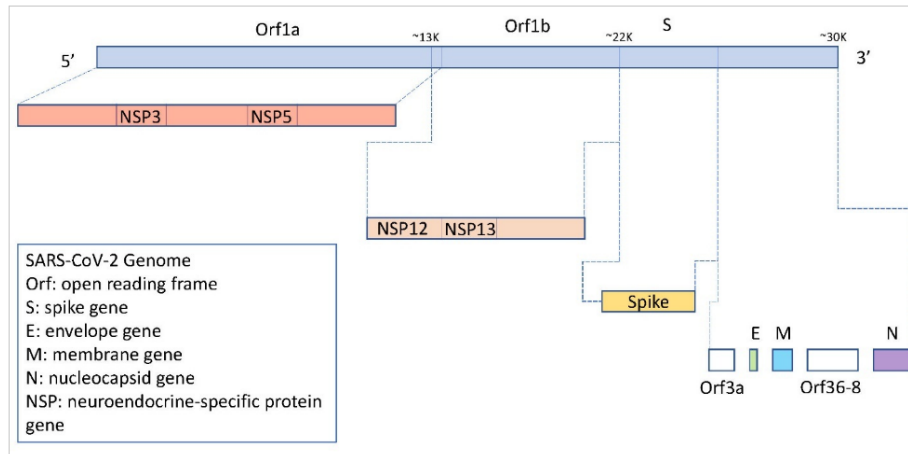 Orf1a
Orf1b
S
~13K
~22K
~30K
5’
3’
NSP3
NSP5
NSP12
NSP13
SARS-CoV-2 Genome
Orf: open reading frame
S: spike gene
E: envelope gene
M: membrane gene
N: nucleocapsid gene
NSP: neuroendocrine-specific protein
gene
Spike
E
M
N
Orf3a
Orf36-8